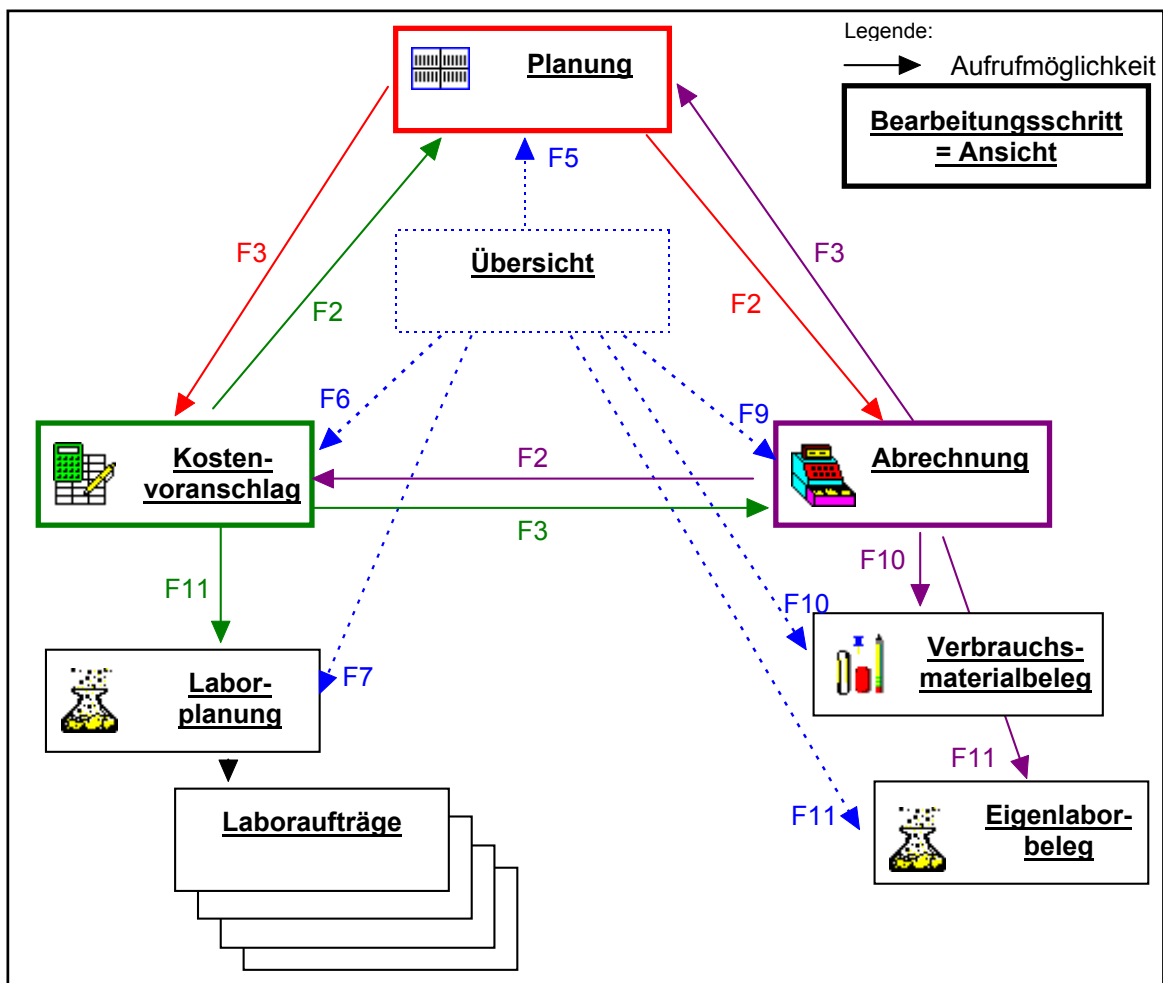 Legende:
Aufrufmöglichkeit
Bearbeitungsschritt
= Ansicht
Planung
F5
Übersicht
F3
F2
F2
F3
F6
F9
Kosten-
voranschlag
F2
F3
Abrechnung
F11
F10
F7
F10
Labor-
planung
Verbrauchs-
materialbeleg
F11
F11
Laboraufträge
Eigenlabor-
beleg